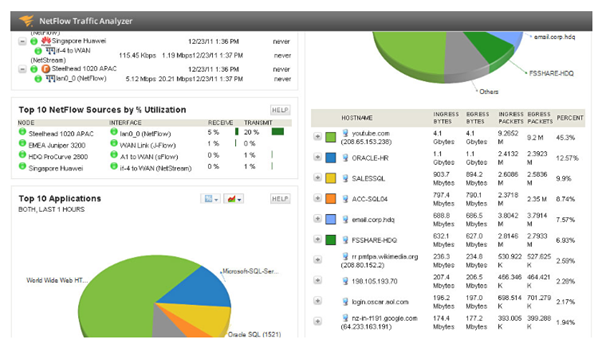 NetFlow Traffic Analyzer
(NetFlow)
Singapore Huawei 12/23/11 1:36 PM never
if-4 to WAN (NetStream) 115.45 Kbps 1.19 Mbps 12/23/11 1:37 PM never
Steelhead 1020 APAC 12/23/11 1:36 PM never
lan0_0 (NetFlow) 5.12 Mbps 20.21 Mbps 12/23/11 1:37 PM never
Top 10 NetFlow Sources by % Utilization HELP
NODE INTERFACE RECEIVE TRANSMIT
Steelhead 1020 APAC lan0_0 (NetFlow) 5 % 20 %
EMEA Juniper 3200 WAN Link (J-Flow) 1 % 0 %
HDQ ProCurve 2800 A1 to WAN (sFlow) 0 % 1 %
Singapore Huawei if-4 to WAN (NetStream) 0 % 1 %
Top 10 Applications HELP
BOTH, LAST 1 HOURS
World Wide Web HT...
Microsoft-SQL-Ser...
Oracle SQL (1521)
email.corp.hdq
FSSHARE-HDQ
Others
HOSTNAME INGRESS BYTES EGRESS BYTES INGRESS PACKETS EGRESS PACKETS PERCENT
youtube.com (208.65.153.238) 4.1 Gbytes 4.1 Gbytes 9.2652 M 9.2 M 45.3%
ORACLE-HR 1.1 Gbytes 1.1 Gbytes 2.4132 M 2.3923 M 12.57%
SALESSQL 903.7 Mbytes 894.2 Mbytes 2.6086 M 2.5836 M 9.9%
ACC-SQL04 797.4 Mbytes 790.1 Mbytes 2.3718 M 2.35 M 8.74%
email.corp.hdq 688.8 Mbytes 686.5 Mbytes 3.8042 M 3.7914 M 7.57%
FSSHARE-HDQ 632.1 Mbytes 627.0 Mbytes 2.8146 M 2.7933 M 6.93%
rr.pmtpa.wikimedia.org (208.80.152.2) 236.3 Mbytes 234.8 Mbytes 530.922 K 527.825 K 2.59%
198.105.193.70 207.4 Mbytes 206.5 Mbytes 466.346 K 464.421 K 2.28%
login.oscar.aol.com 196.2 Mbytes 197.0 Mbytes 698.514 K 701.279 K 2.17%
nz-in-f191.google.com (64.233.163.191) 174.4 Mbytes 177.2 Mbytes 393.005 K 399.288 K 1.94%